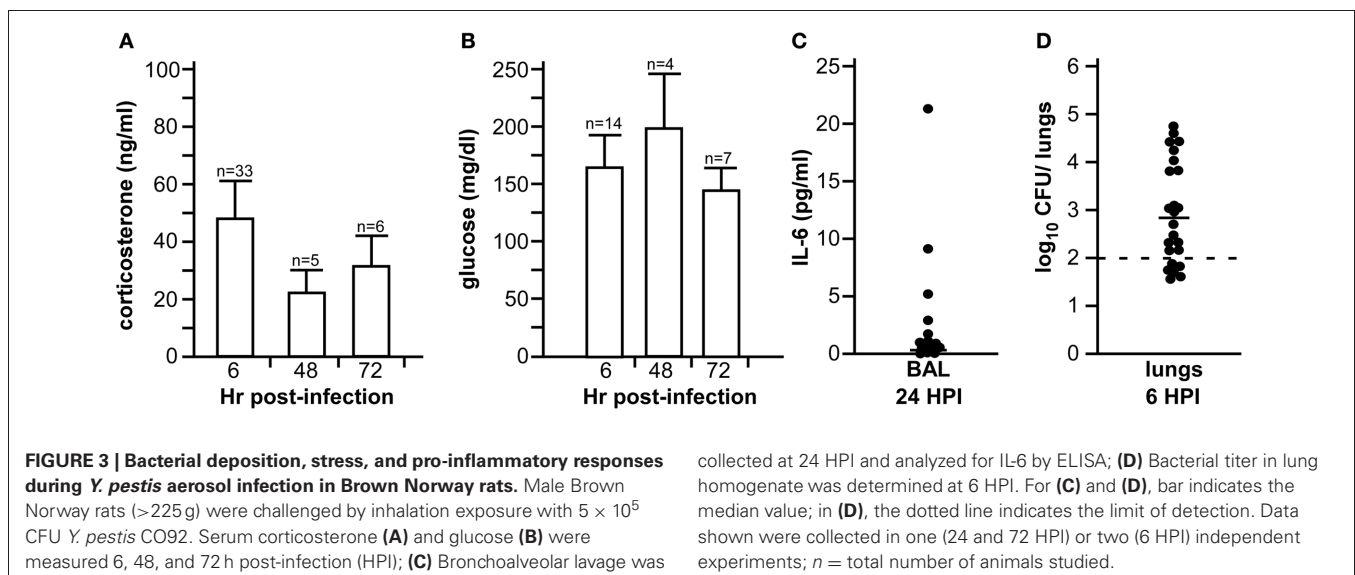 A
B
C
D
corticosterone (ng/ml)
100
80
60
40
20
0
n=33
n=5
n=6
6 48 72
Hr post-infection
glucose (mg/dl)
250
200
150
100
50
0
n=14
n=4
n=7
6 48 72
Hr post-infection
IL-6 (pg/ml)
25
20
15
10
5
0
BAL
24 HPI
log10 CFU/ lungs
6
5
4
3
2
1
0
lungs
6 HPI
FIGURE 3 | Bacterial deposition, stress, and pro-inflammatory responses
during Y. pestis aerosol infection in Brown Norway rats. Male Brown
Norway rats (>225 g) were challenged by inhalation exposure with 5 × 10⁵
CFU Y. pestis CO92. Serum corticosterone (A) and glucose (B) were
measured 6, 48, and 72 h post-infection (HPI); (C) Bronchoalveolar lavage was
collected at 24 HPI and analyzed for IL-6 by ELISA; (D) Bacterial titer in lung
homogenate was determined at 6 HPI. For (C) and (D), bar indicates the
median value; in (D), the dotted line indicates the limit of detection. Data
shown were collected in one (24 and 72 HPI) or two (6 HPI) independent
experiments; n = total number of animals studied.